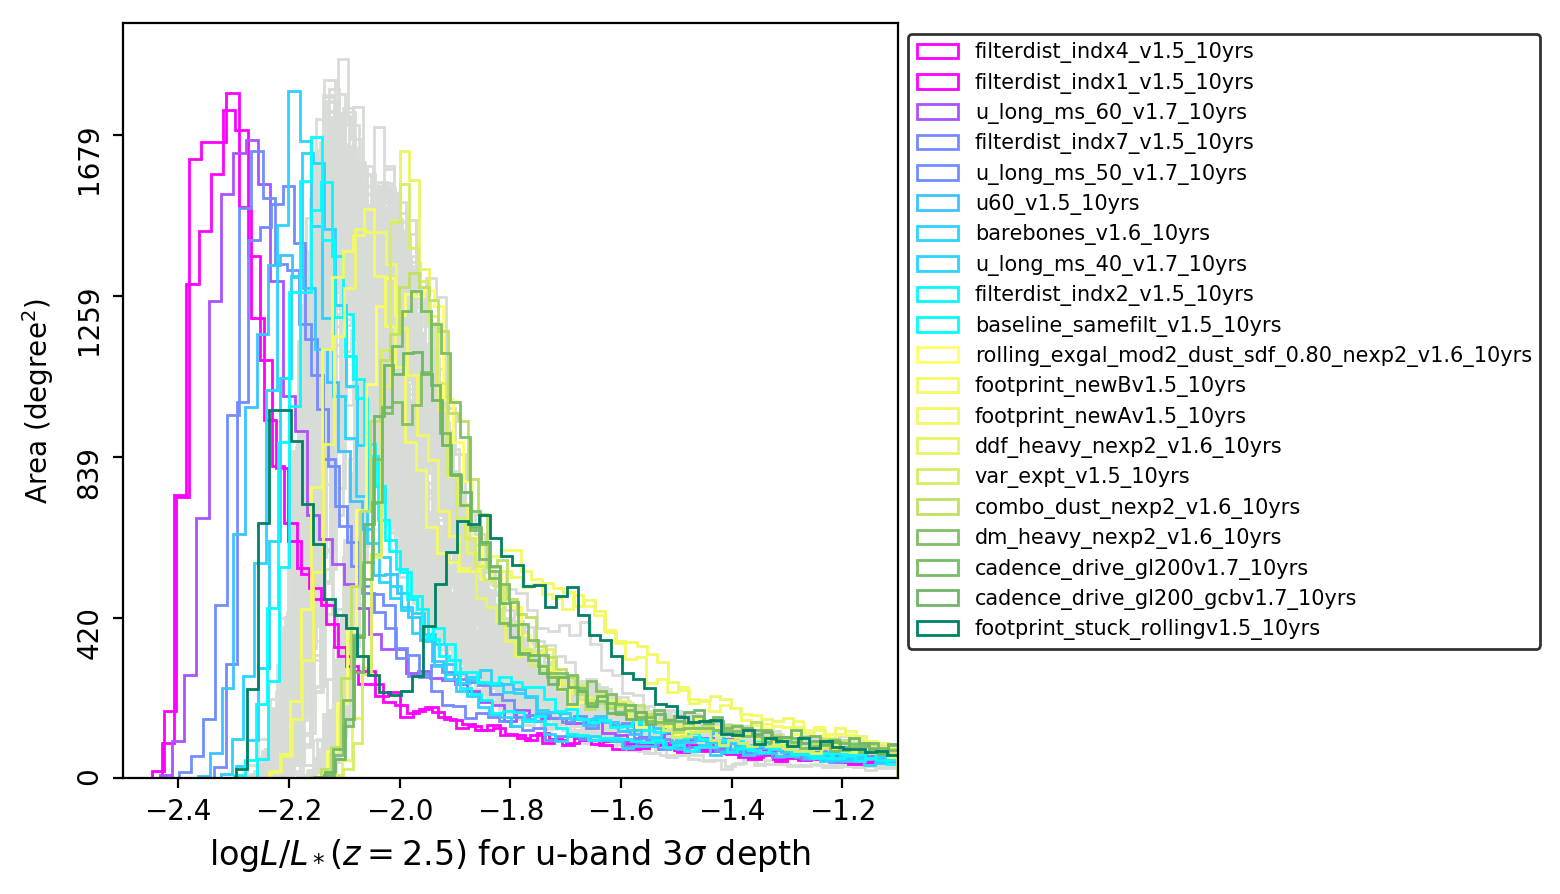 filterdist_indx4_v1.5_10yrs
filterdist_indx1_v1.5_10yrs
u_long_ms_60_v1.7_10yrs
filterdist_indx7_v1.5_10yrs
u_long_ms_50_v1.7_10yrs
u60_v1.5_10yrs
barebones_v1.6_10yrs
u_long_ms_40_v1.7_10yrs
filterdist_indx2_v1.5_10yrs
baseline_samefilt_v1.5_10yrs
rolling_exgal_mod2_dust_sdf_0.80_nexp2_v1.6_10yrs
footprint_newBv1.5_10yrs
footprint_newAv1.5_10yrs
ddf_heavy_nexp2_v1.6_10yrs
var_expt_v1.5_10yrs
combo_dust_nexp2_v1.6_10yrs
dm_heavy_nexp2_v1.6_10yrs
cadence_drive_gl200v1.7_10yrs
cadence_drive_gl200_gcbv1.7_10yrs
footprint_stuck_rollingv1.5_10yrs
Area (degree²)
1679
1259
839
420
0
−2.4 −2.2 −2.0 −1.8 −1.6 −1.4 −1.2
logL/L∗(z = 2.5) for u-band 3σ depth